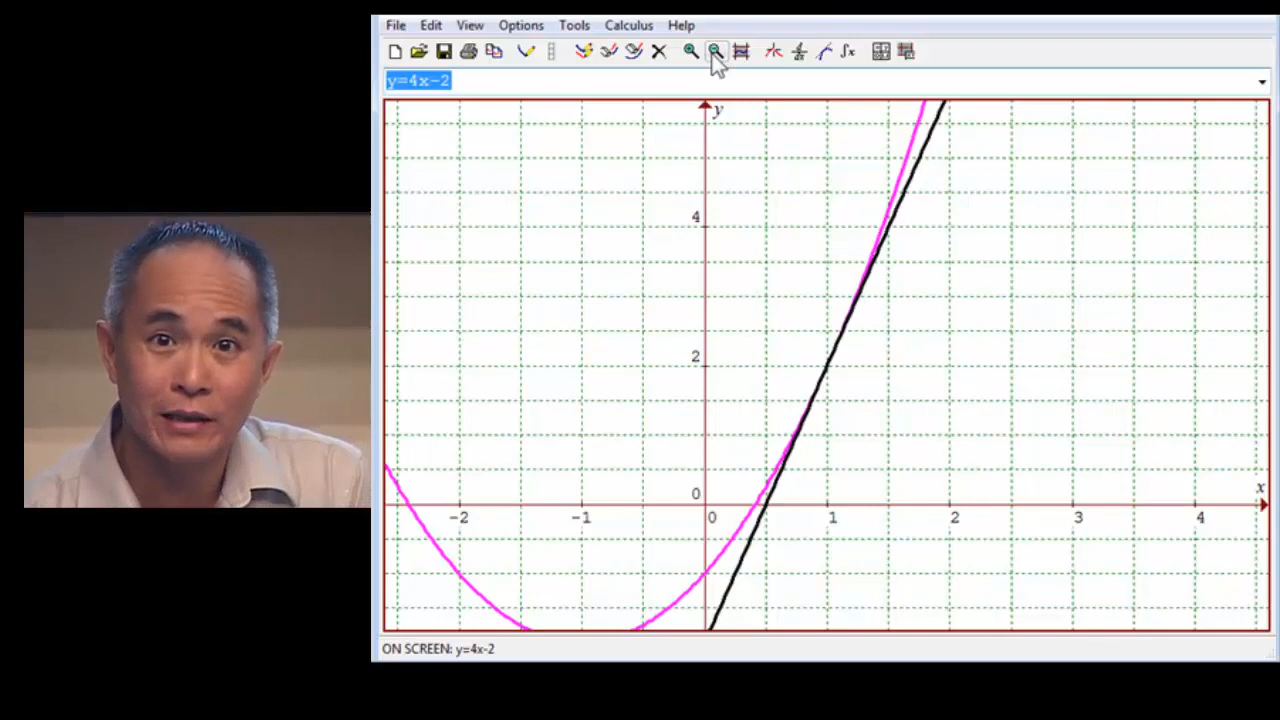 File Edit View Options Tools Calculus Help
y=4x−2
y
4
2
0
x
−2 −1 0 1 2 3 4
ON SCREEN: y=4x-2